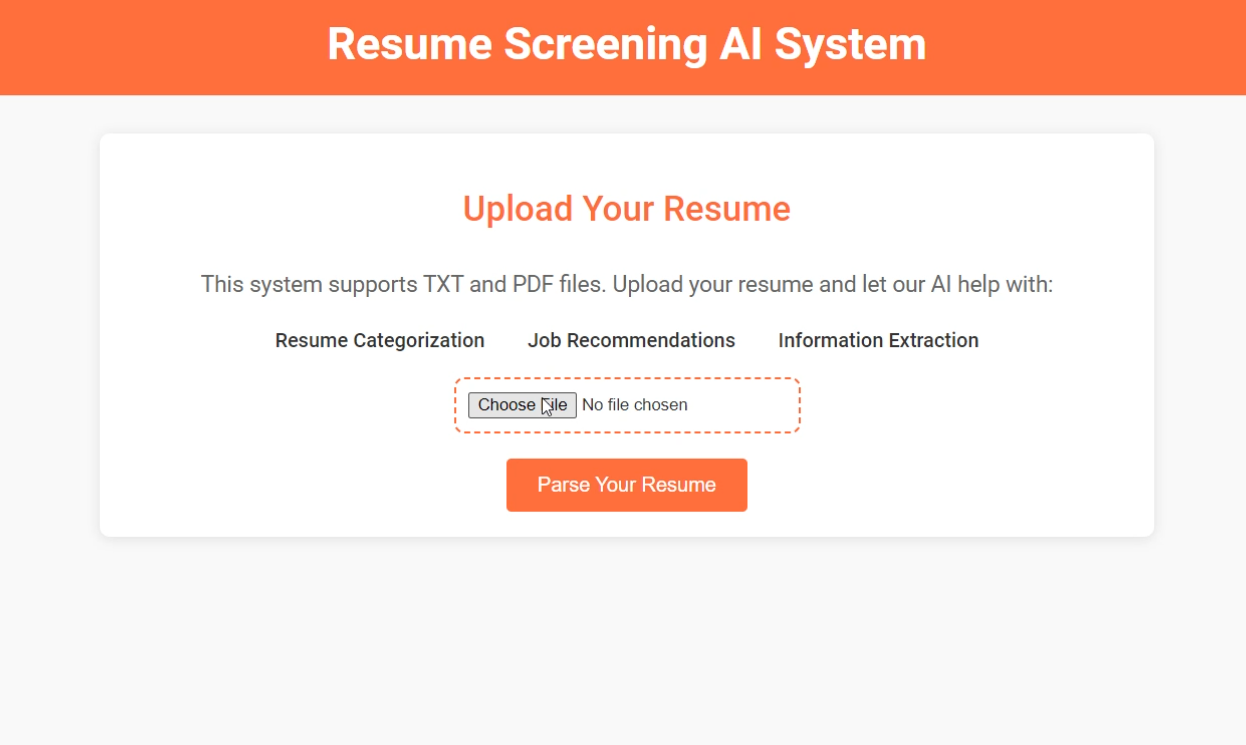 Resume Screening AI System
Upload Your Resume
This system supports TXT and PDF files. Upload your resume and let our AI help with:
Resume Categorization Job Recommendations Information Extraction
Choose File No file chosen
Parse Your Resume